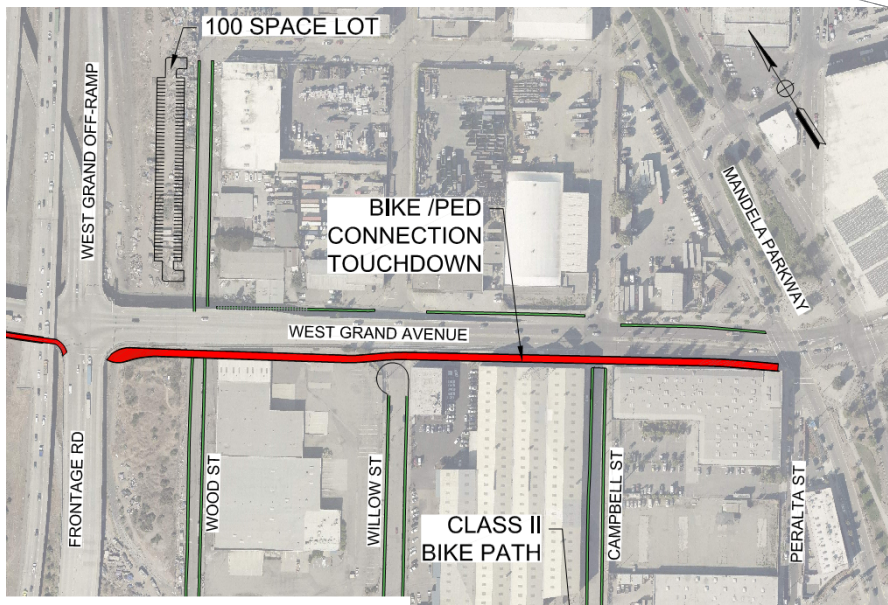 100 SPACE LOT
WEST GRAND OFF-RAMP
MANDELA PARKWAY
BIKE /PED
CONNECTION
TOUCHDOWN
WEST GRAND AVENUE
FRONTAGE RD
WOOD ST
WILLOW ST
CLASS II
BIKE PATH
CAMPBELL ST
PERALTA ST